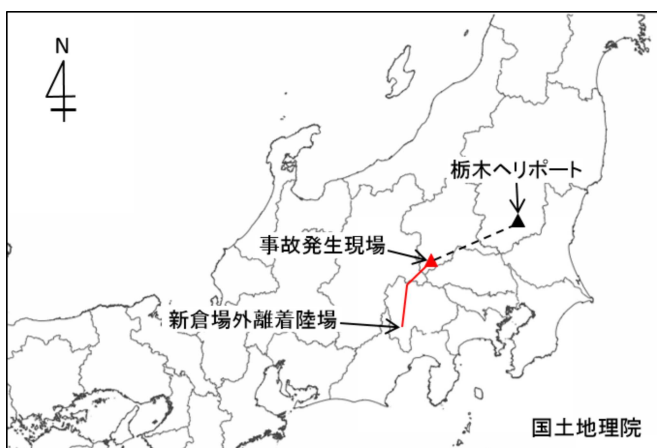 N
栃木ヘリポート
事故発生現場
新倉場外離着陸場
国土地理院